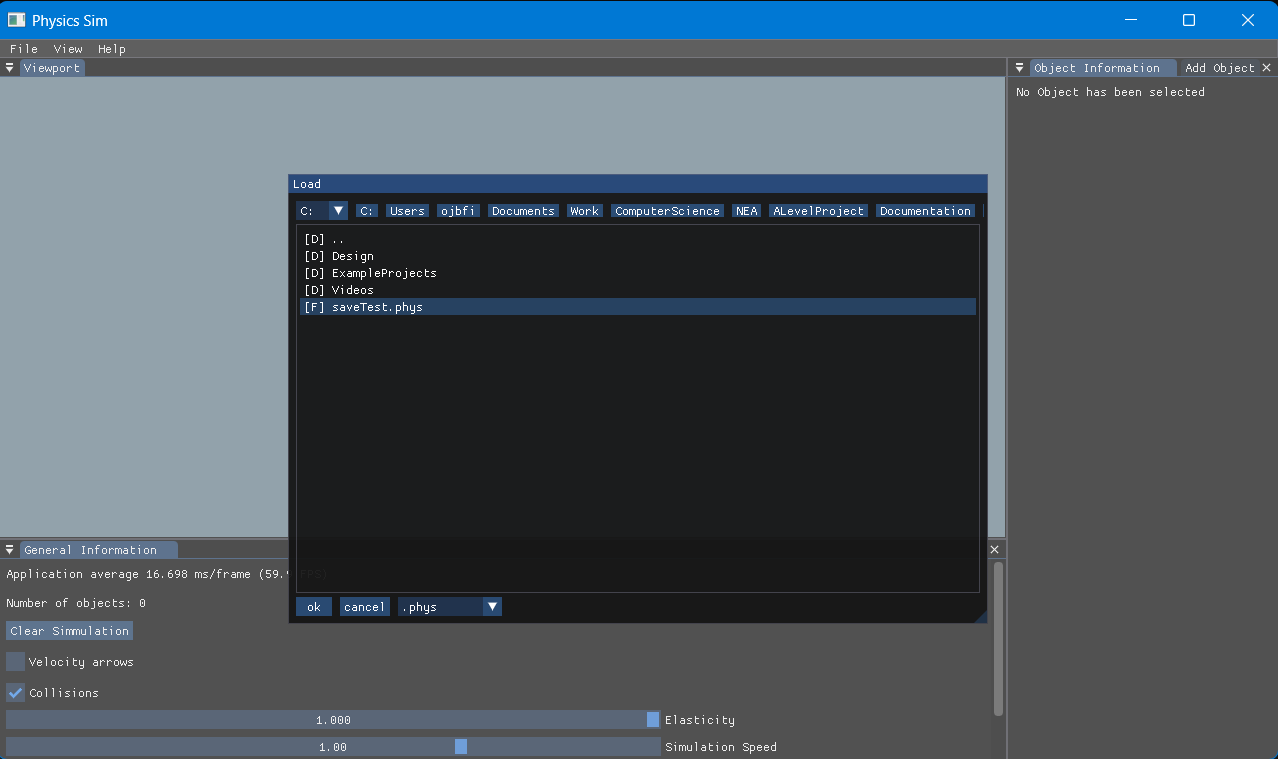 Physics Sim
File View Help
Viewport
Object Information Add Object
No Object has been selected
Load
C: C: Users ojbfi Documents Work ComputerScience NEA ALevelProject Documentation
[D] ..
[D] Design
[D] ExampleProjects
[D] Videos
[F] saveTest.phys
ok cancel .phys
General Information
Application average 16.698 ms/frame (59.9 FPS)
Number of objects: 0
Clear Simmulation
Velocity arrows
Collisions
1.000 Elasticity
1.00 Simulation Speed